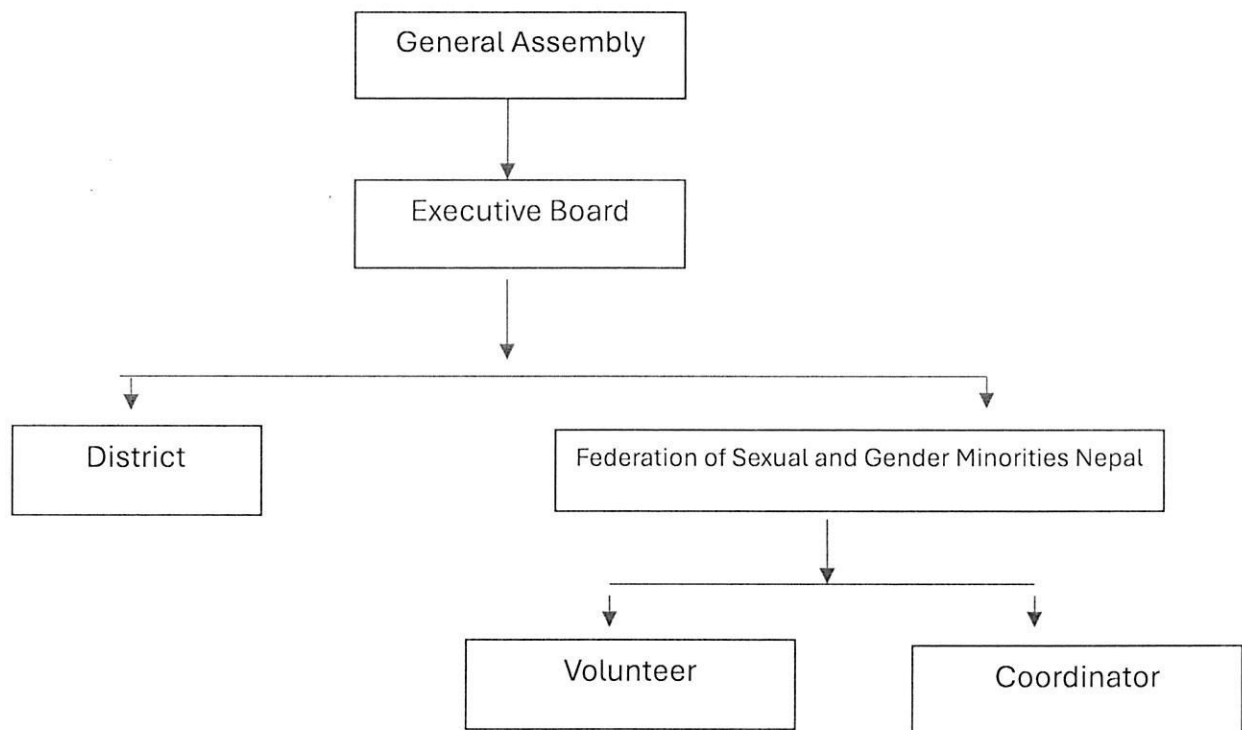 General Assembly
Executive Board
District
Federation of Sexual and Gender Minorities Nepal
Volunteer
Coordinator